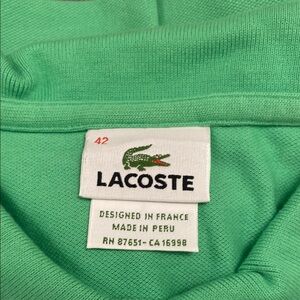 42
LACOSTE
DESIGNED IN FRANCE
MADE IN PERU
RN 87651-CA 16998